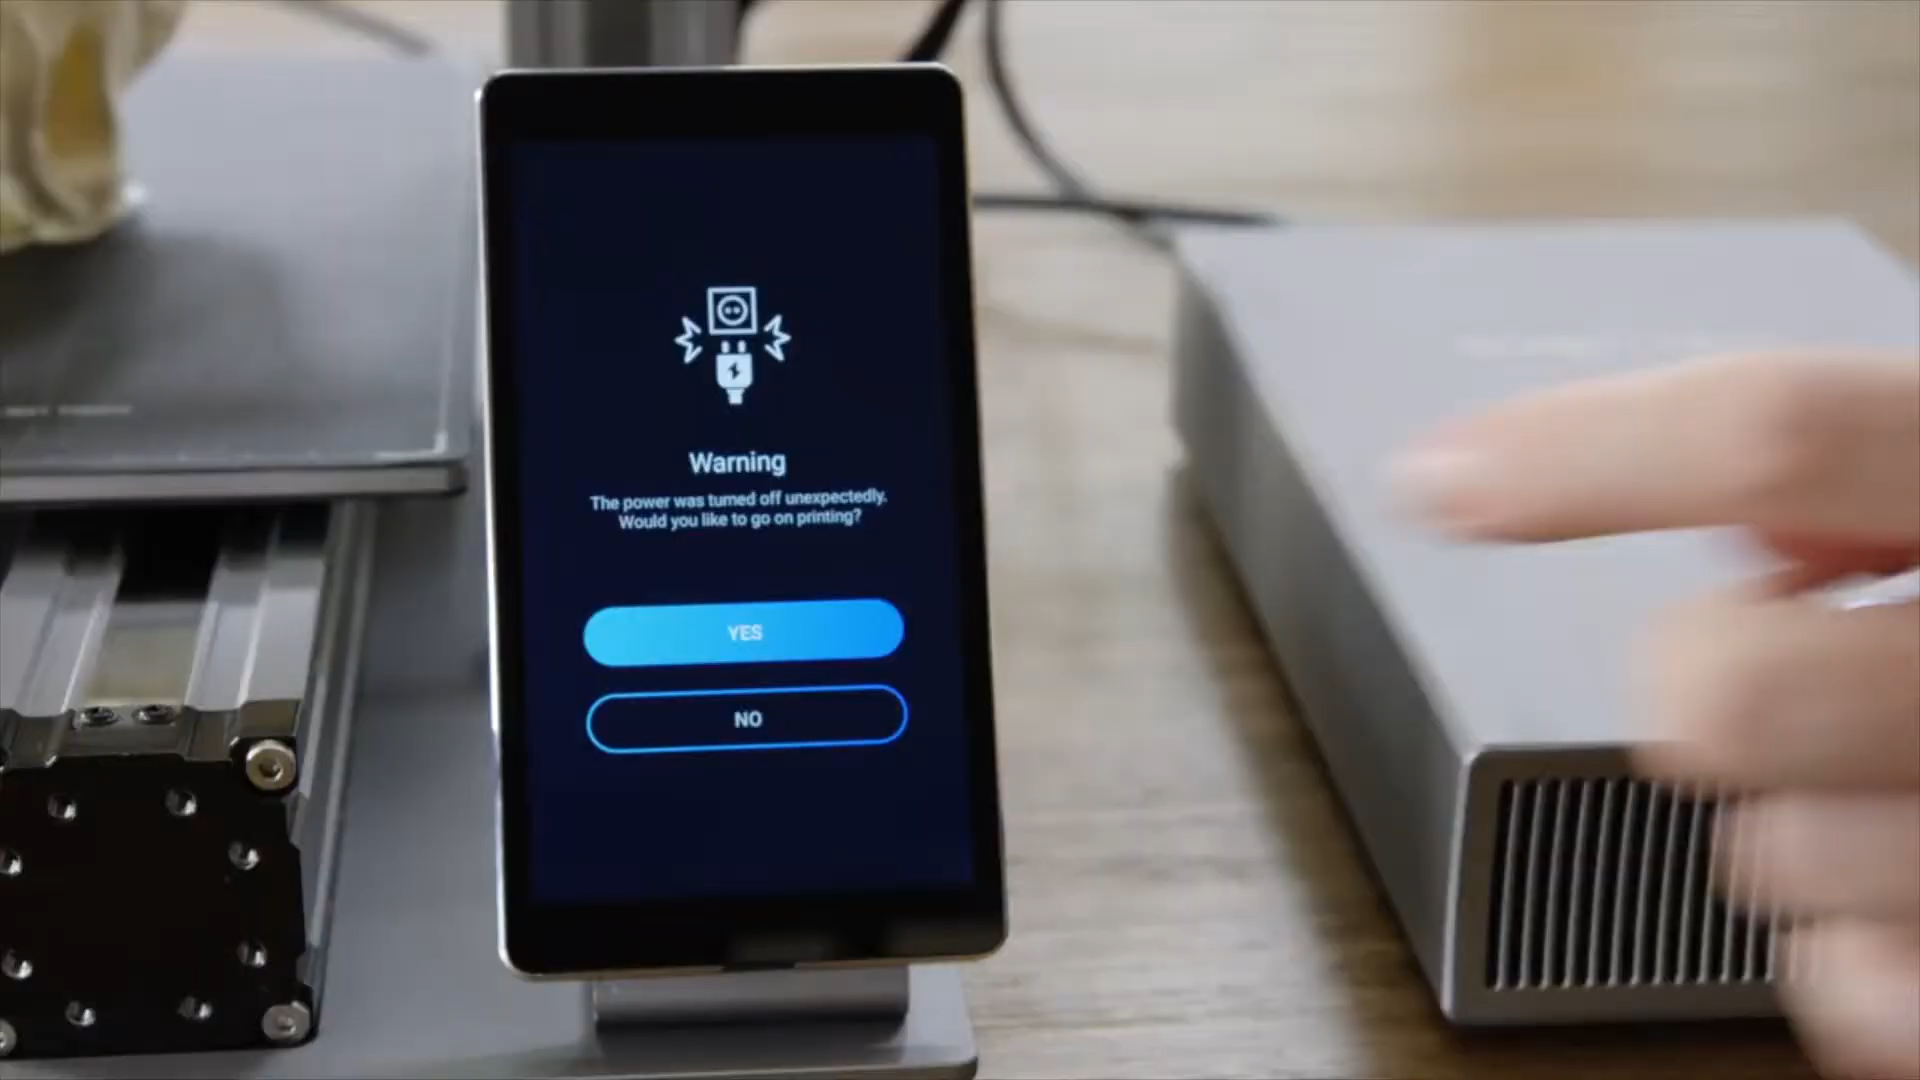 Warning
The power was turned off unexpectedly.
Would you like to go on printing?
YES
NO